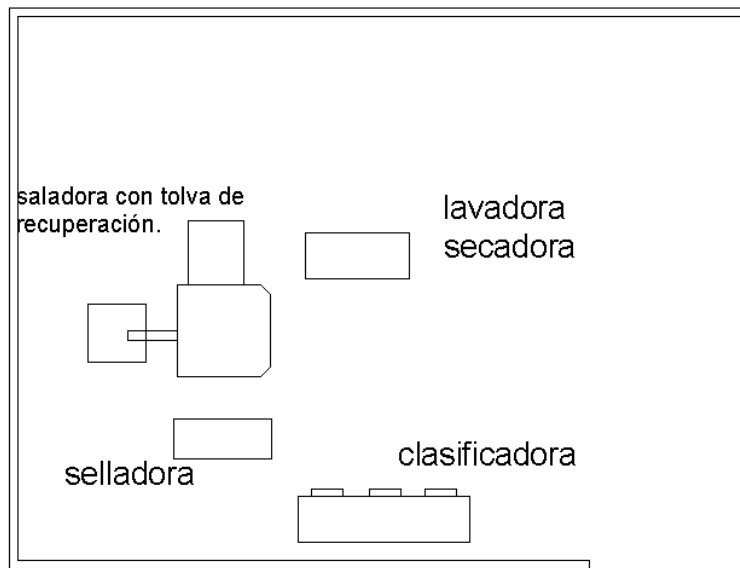 saladora con tolva de
recuperación.
lavadora
secadora
selladora
clasificadora